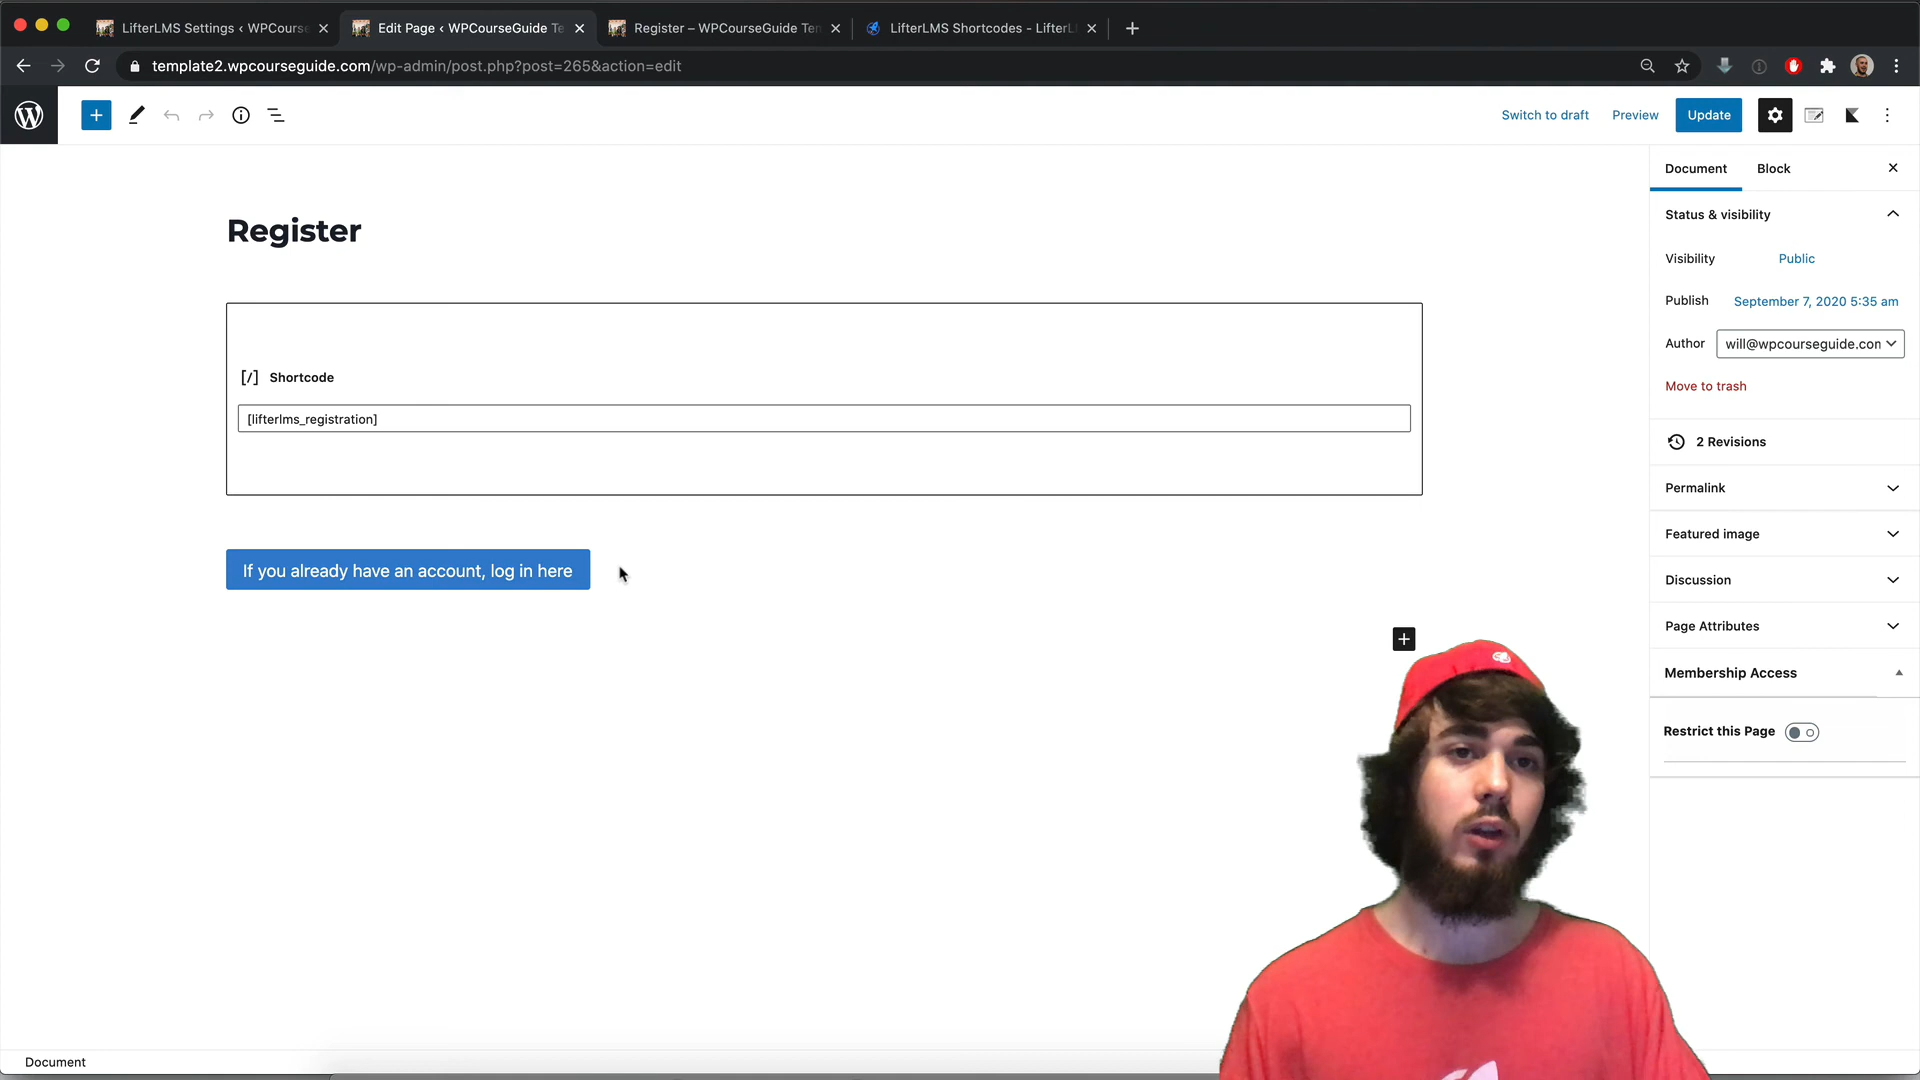 LifterLMS Settings ‹ WPCourse
Edit Page ‹ WPCourseGuide Te
Register – WPCourseGuide Tem
LifterLMS Shortcodes - LifterL
template2.wpcourseguide.com/wp-admin/post.php?post=265&action=edit
Switch to draft
Preview
Update
Document
Block
Status & visibility
Register
Visibility
Public
Publish
September 7, 2020 5:35 am
Author
will@wpcourseguide.com
[/] Shortcode
Move to trash
[lifterlms_registration]
2 Revisions
Permalink
Featured image
If you already have an account, log in here
Discussion
Page Attributes
Membership Access
Restrict this Page
Document